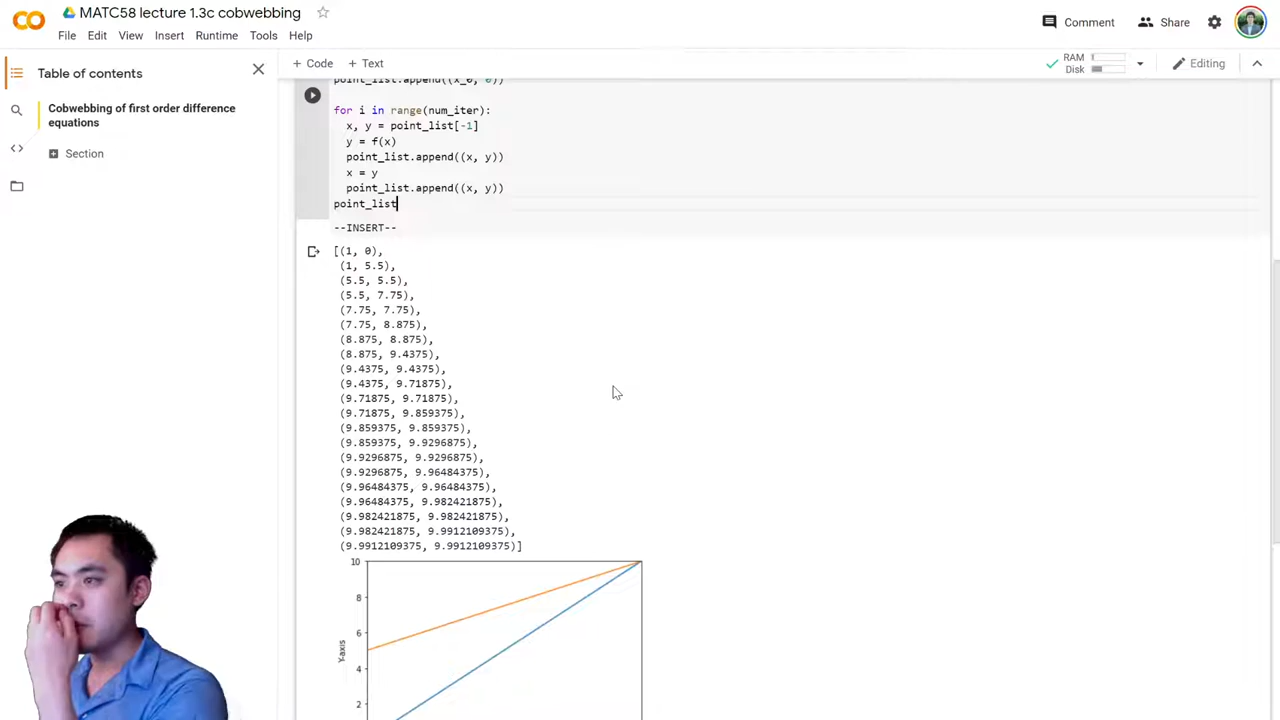 MATC58 lecture 1.3c cobwebbing
File Edit View Insert Runtime Tools Help
Comment
Share
Table of contents
+ Code + Text
RAM
Disk
Editing
Cobwebbing of first order difference
equations
Section
point_list.append((x_0, 0))
for i in range(num_iter):
x, y = point_list[-1]
y = f(x)
point_list.append((x, y))
x = y
point_list.append((x, y))
point_list
--INSERT--
[(1, 0),
(1, 5.5),
(5.5, 5.5),
(5.5, 7.75),
(7.75, 7.75),
(7.75, 8.875),
(8.875, 8.875),
(8.875, 9.4375),
(9.4375, 9.4375),
(9.4375, 9.71875),
(9.71875, 9.71875),
(9.71875, 9.859375),
(9.859375, 9.859375),
(9.859375, 9.9296875),
(9.9296875, 9.9296875),
(9.9296875, 9.96484375),
(9.96484375, 9.96484375),
(9.96484375, 9.982421875),
(9.982421875, 9.982421875),
(9.982421875, 9.9912109375),
(9.9912109375, 9.9912109375)]
10
8
6
4
2
Y-axis